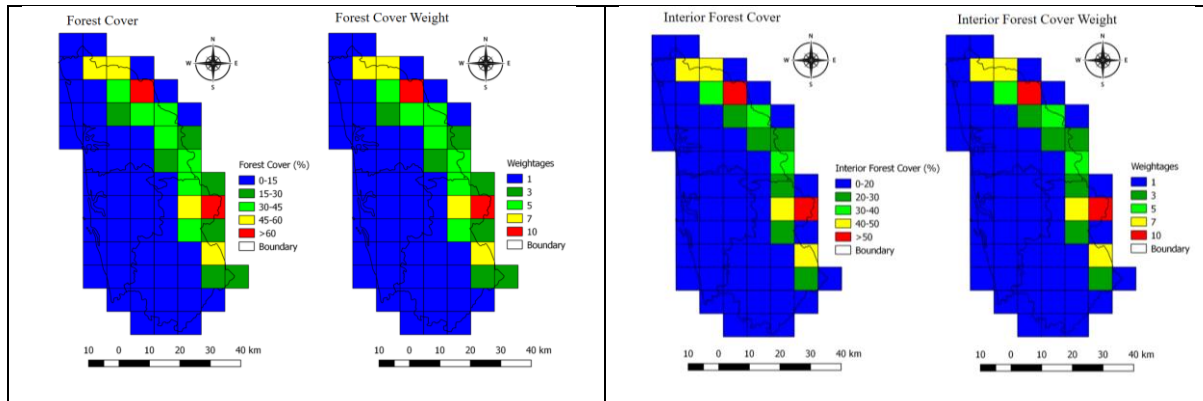 Forest Cover
N
W E
S
Forest Cover (%)
0-15
15-30
30-45
45-60
>60
Boundary
10 0 10 20 30 40 km
Forest Cover Weight
N
W E
S
Weightages
1
3
5
7
10
Boundary
10 0 10 20 30 40 km
Interior Forest Cover
N
W E
S
Interior Forest Cover (%)
0-20
20-30
30-40
40-50
>50
Boundary
10 0 10 20 30 40 km
Interior Forest Cover Weight
N
W E
S
Weightages
1
3
5
7
10
Boundary
10 0 10 20 30 40 km